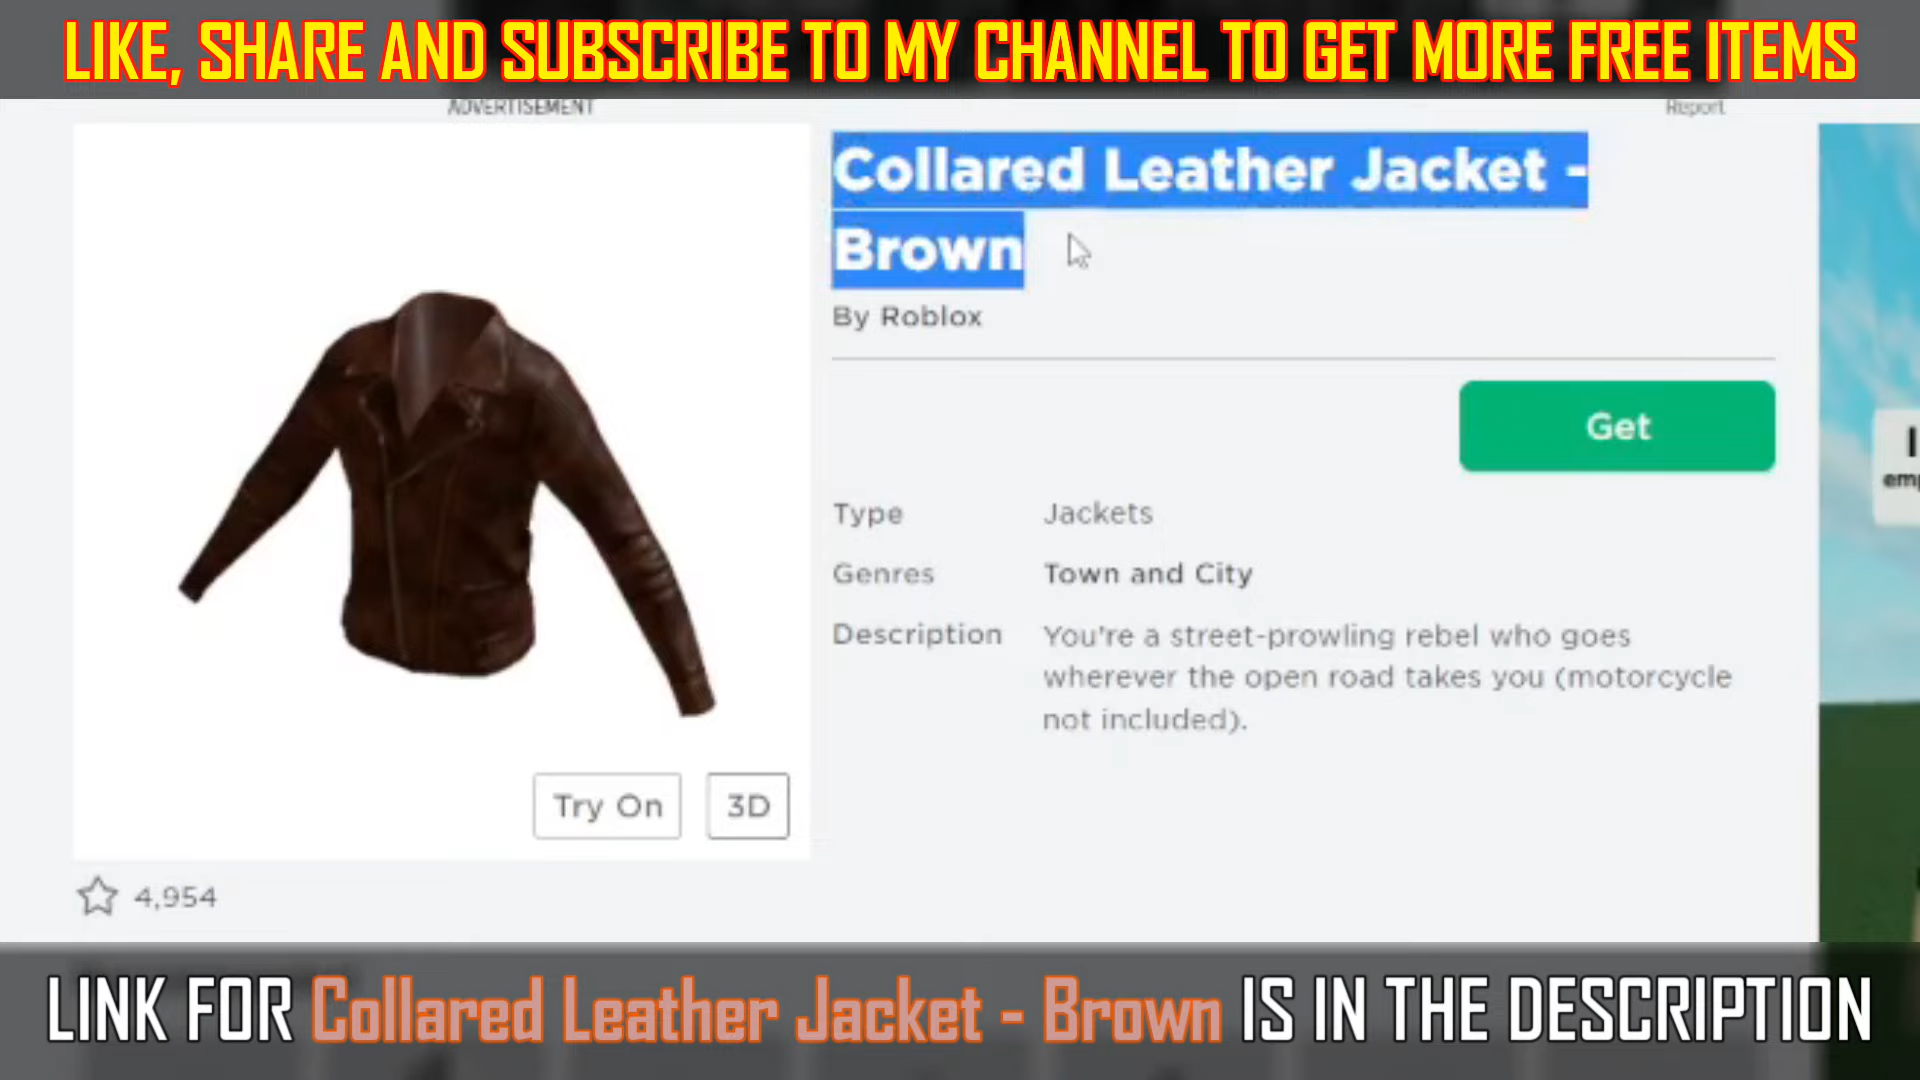 LIKE, SHARE AND SUBSCRIBE TO MY CHANNEL TO GET MORE FREE ITEMS
ADVERTISEMENT
Report
Collared Leather Jacket -
Brown
By Roblox
Get
Type Jackets
Genres Town and City
Description You're a street-prowling rebel who goes
wherever the open road takes you (motorcycle
not included).
Try On 3D
4,954
LINK FOR Collared Leather Jacket - Brown IS IN THE DESCRIPTION